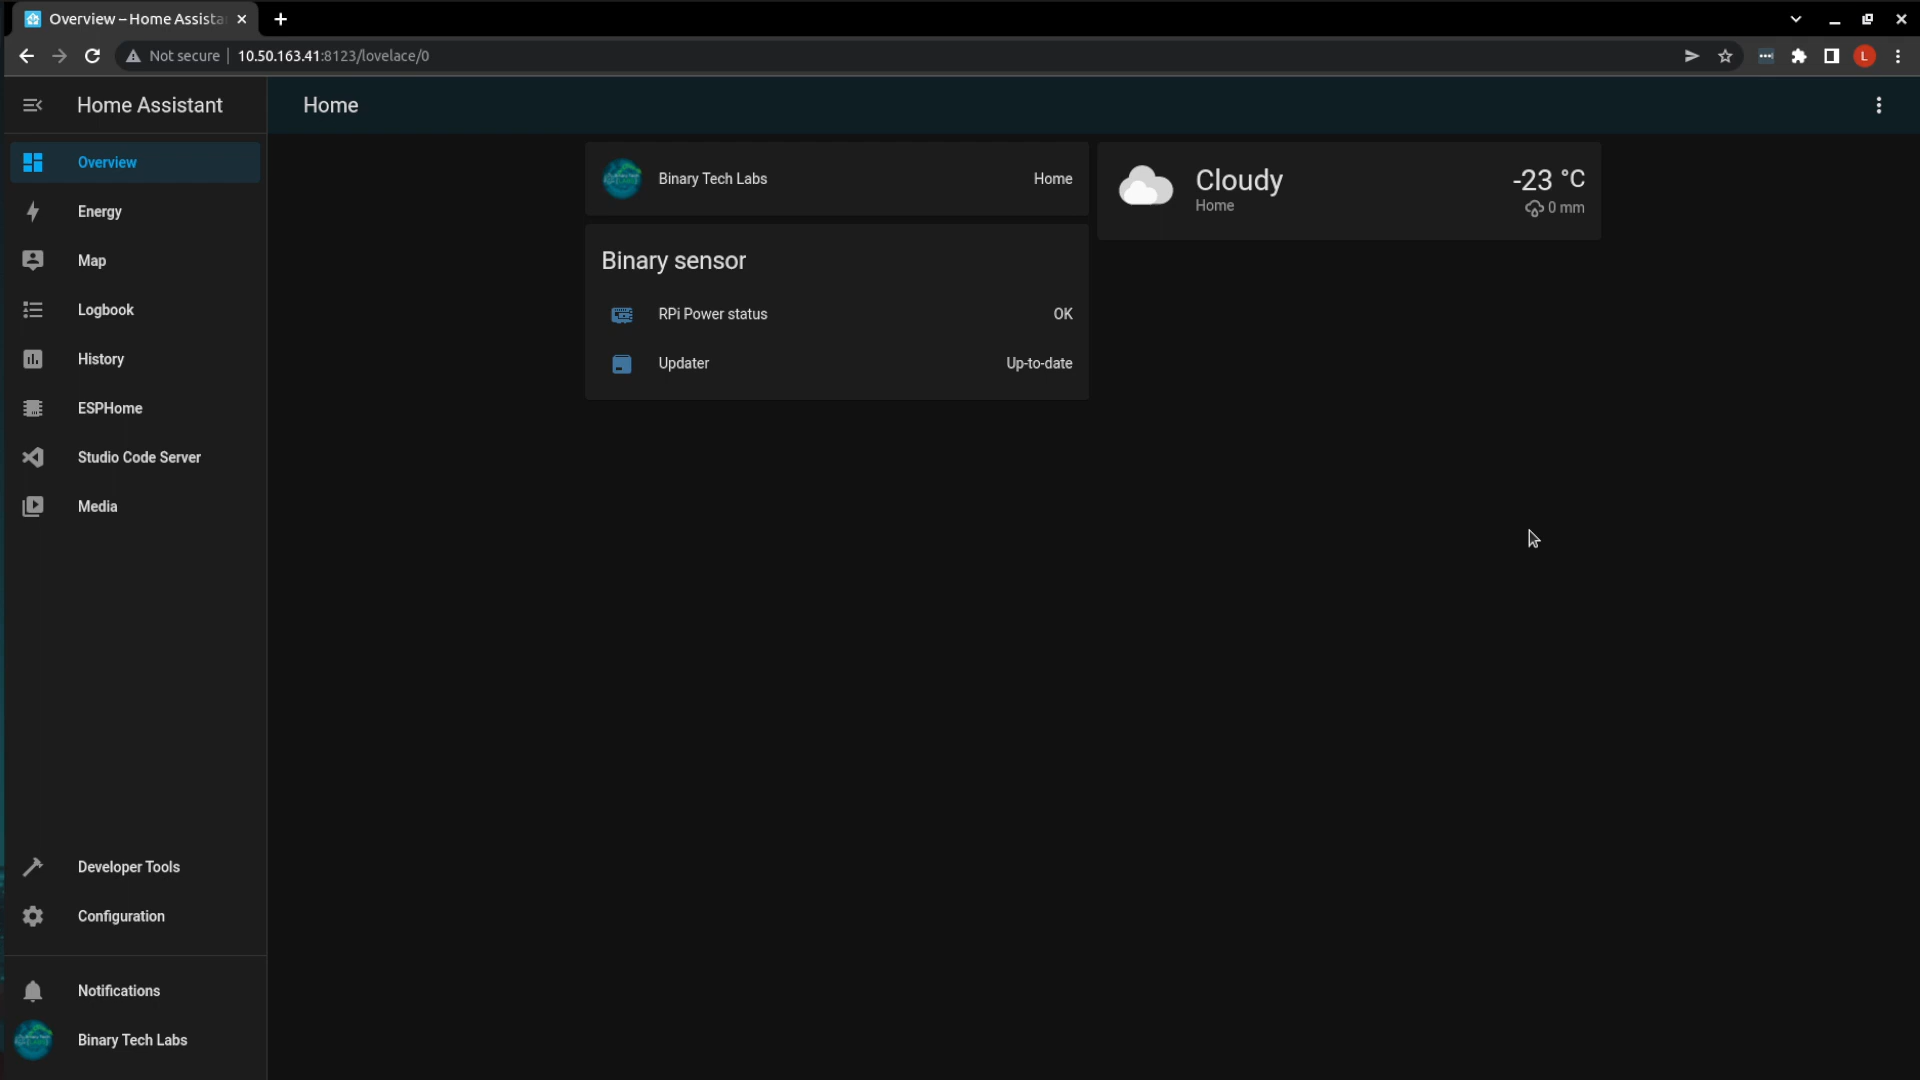 Overview – Home Assista
Not secure
10.50.163.41:8123/lovelace/0
L
Home Assistant
Home
Overview
Energy
Map
Logbook
History
ESPHome
Studio Code Server
Media
Developer Tools
Configuration
Notifications
Binary Tech Labs
Binary Tech Labs
Home
Binary sensor
RPi Power status
OK
Updater
Up-to-date
Cloudy
Home
-23 °C
0 mm